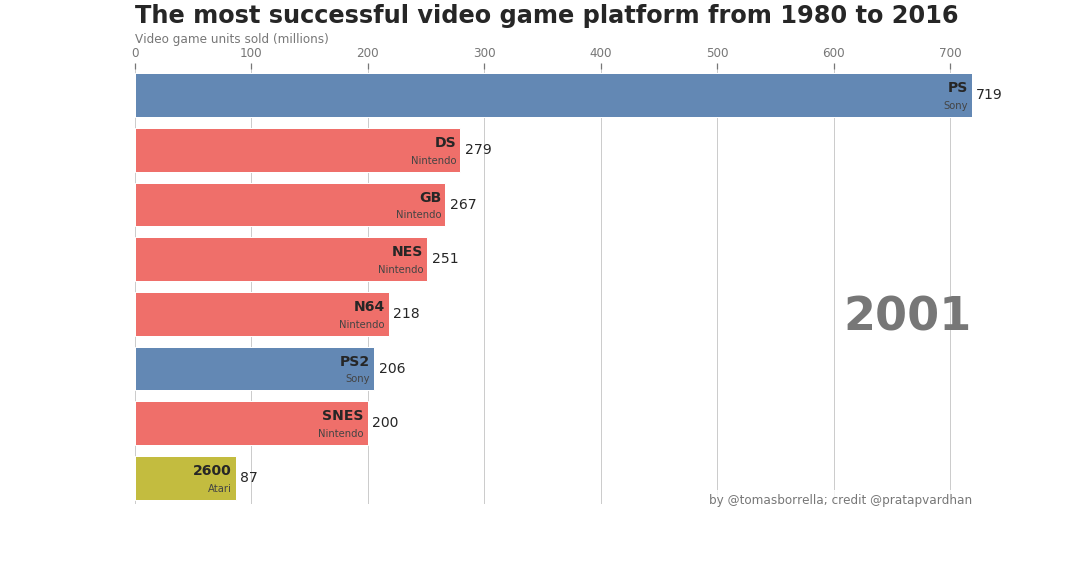 The most successful video game platform from 1980 to 2016
Video game units sold (millions)
0 100 200 300 400 500 600 700
PS
Sony
719
DS
Nintendo
279
GB
Nintendo
267
NES
Nintendo
251
N64
Nintendo
218
2001
PS2
Sony
206
SNES
Nintendo
200
2600
Atari
87
by @tomasborrella; credit @pratapvardhan